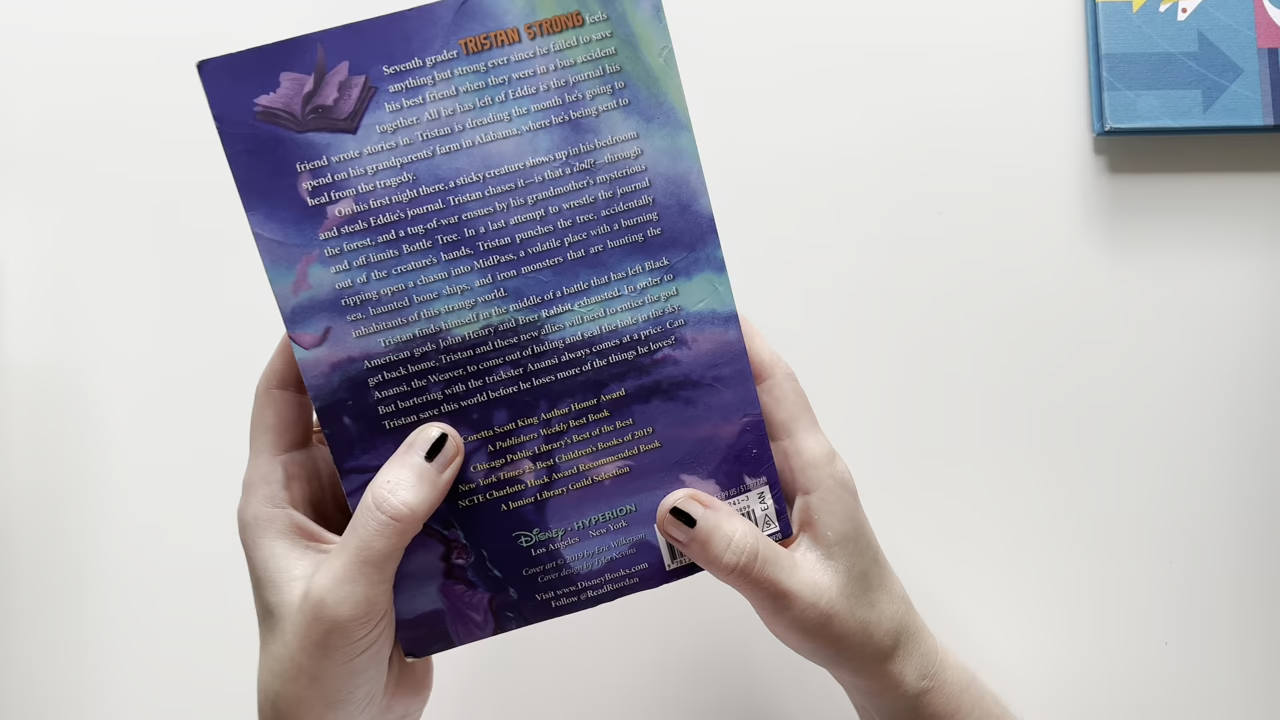 Seventh grader TRISTAN STRONG feels
anything but strong ever since he failed to save
his best friend when they were in a bus accident
together. All he has left of Eddie is the journal his
friend wrote stories in. Tristan is dreading the month he's going to
spend on his grandparents' farm in Alabama, where he's being sent to
heal from the tragedy.
On his first night there, a sticky creature shows up in his bedroom
and steals Eddie's journal. Tristan chases it—is that a doll?—through
the forest, and a tug-of-war ensues by his grandmother's mysterious
and off-limits Bottle Tree. In a last attempt to wrestle the journal
out of the creature's hands, Tristan punches the tree, accidentally
ripping open a chasm into MidPass, a volatile place with a burning
sea, haunted bone ships, and iron monsters that are hunting the
inhabitants of this strange world.
Tristan finds himself in the middle of a battle that has left Black
American gods John Henry and Brer Rabbit exhausted. In order to
get back home, Tristan and these new allies will need to entice the god
Anansi, the Weaver, to come out of hiding and seal the hole in the sky.
But bartering with the trickster Anansi always comes at a price. Can
Tristan save this world before he loses more of the things he loves?
Coretta Scott King Author Honor Award
A Publishers Weekly Best Book
Chicago Public Library's Best of the Best
New York Times 25 Best Children's Books of 2019
NCTE Charlotte Huck Award Recommended Book
A Junior Library Guild Selection
DISNEY • HYPERION
Los Angeles New York
Cover art © 2019 by Eric Wilkerson
Cover design by Tyler Nevins
Visit www.DisneyBooks.com
Follow @ReadRiordan
EAN